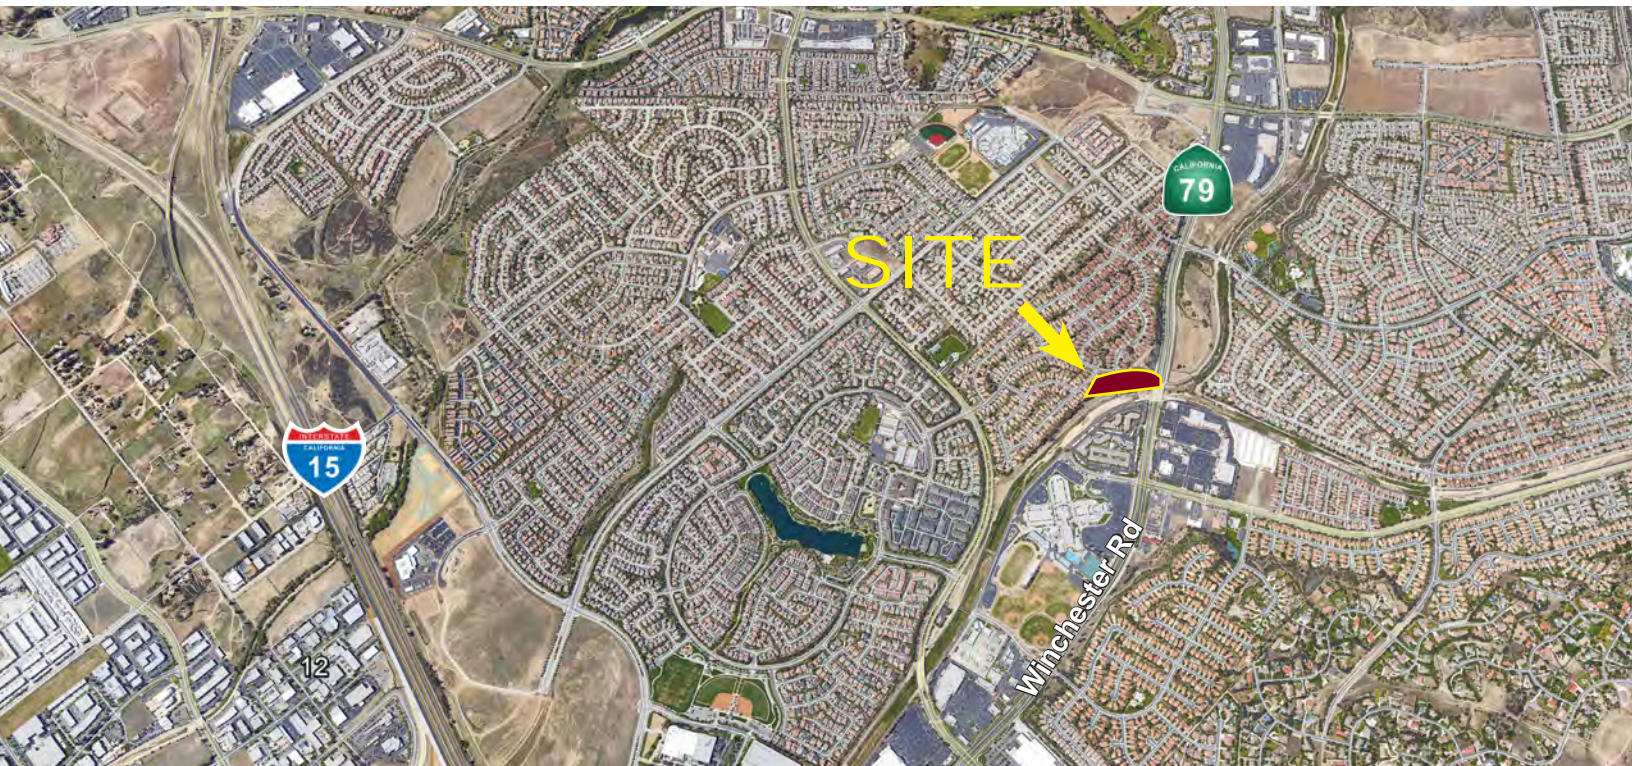 CALIFORNIA
79
SITE
INTERSTATE
CALIFORNIA
15
Winchester Rd
12